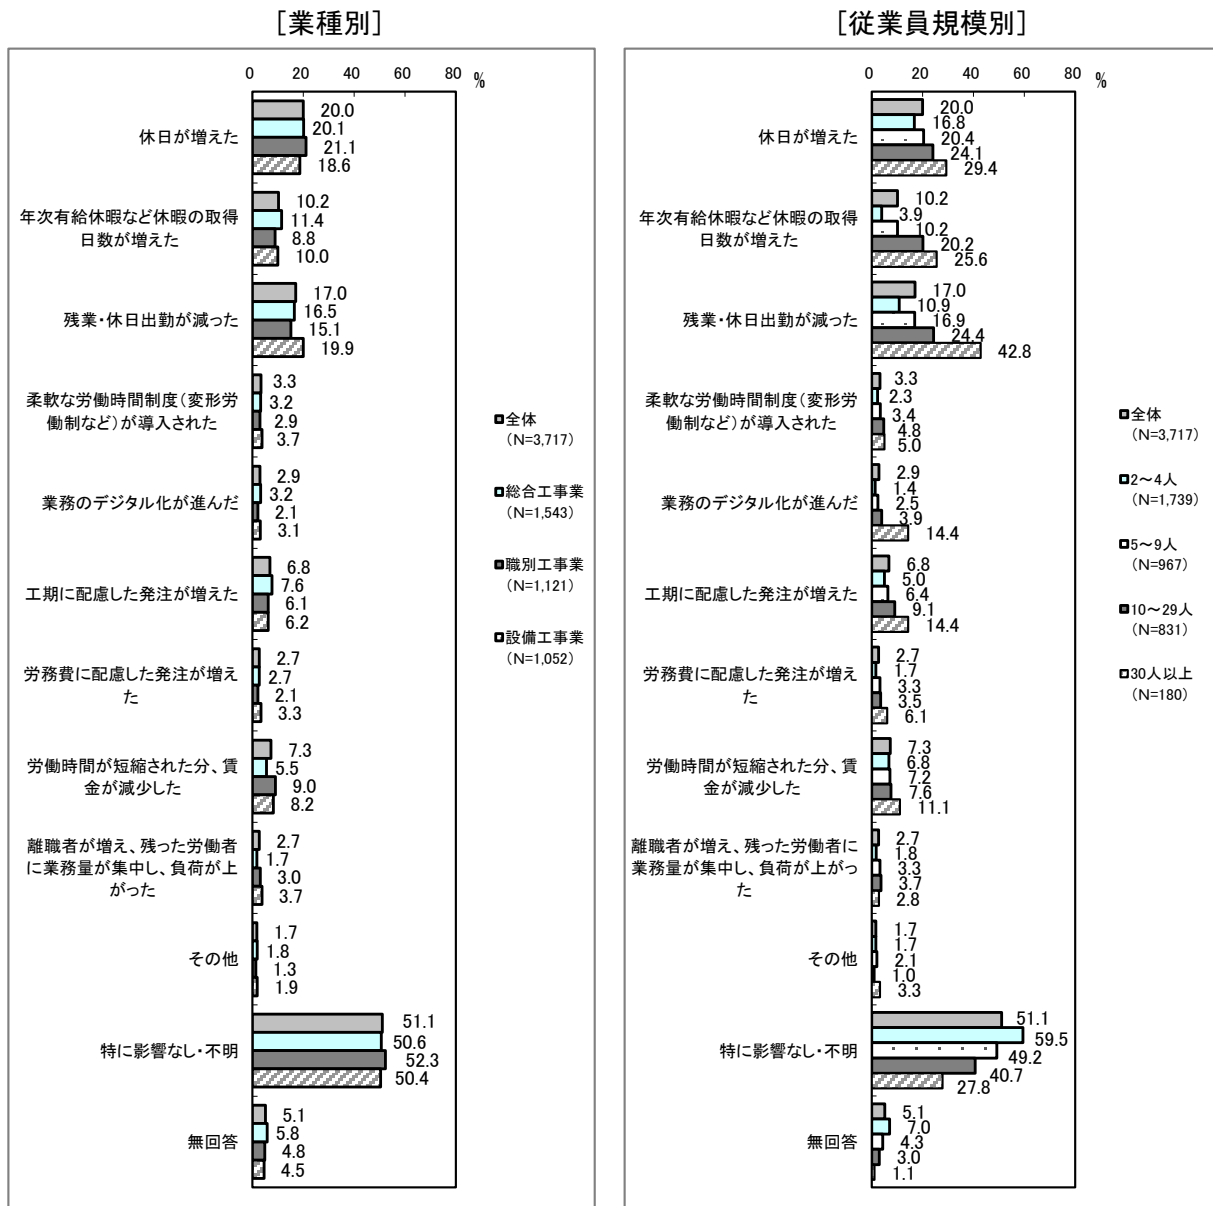 [業種別]
0 20 40 60 80 %
休日が増えた
20.0
20.1
21.1
18.6
年次有給休暇など休暇の取得
日数が増えた
10.2
11.4
8.8
10.0
残業・休日出勤が減った
17.0
16.5
15.1
19.9
柔軟な労働時間制度(変形労
働制など)が導入された
3.3
3.2
2.9
3.7
業務のデジタル化が進んだ
2.9
3.2
2.1
3.1
工期に配慮した発注が増えた
6.8
7.6
6.1
6.2
労務費に配慮した発注が増え
た
2.7
2.7
2.1
3.3
労働時間が短縮された分、賃
金が減少した
7.3
5.5
9.0
8.2
離職者が増え、残った労働者
に業務量が集中し、負荷が上
がった
2.7
1.7
3.0
3.7
その他
1.7
1.8
1.3
1.9
特に影響なし・不明
51.1
50.6
52.3
50.4
無回答
5.1
5.8
4.8
4.5
全体
(N=3,717)
総合工事業
(N=1,543)
職別工事業
(N=1,121)
設備工事業
(N=1,052)
[従業員規模別]
0 20 40 60 80 %
休日が増えた
20.0
16.8
20.4
24.1
29.4
年次有給休暇など休暇の取得
日数が増えた
10.2
3.9
10.2
20.2
25.6
残業・休日出勤が減った
17.0
10.9
16.9
24.4
42.8
柔軟な労働時間制度(変形労
働制など)が導入された
3.3
2.3
3.4
4.8
5.0
業務のデジタル化が進んだ
2.9
1.4
2.5
3.9
14.4
工期に配慮した発注が増えた
6.8
5.0
6.4
9.1
14.4
労務費に配慮した発注が増え
た
2.7
1.7
3.3
3.5
6.1
労働時間が短縮された分、賃
金が減少した
7.3
6.8
7.2
7.6
11.1
離職者が増え、残った労働者に
業務量が集中し、負荷が上がっ
た
2.7
1.8
3.3
3.7
2.8
その他
1.7
1.7
2.1
1.0
3.3
特に影響なし・不明
51.1
59.5
49.2
40.7
27.8
無回答
5.1
7.0
4.3
3.0
1.1
全体
(N=3,717)
2～4人
(N=1,739)
5～9人
(N=967)
10～29人
(N=831)
30人以上
(N=180)